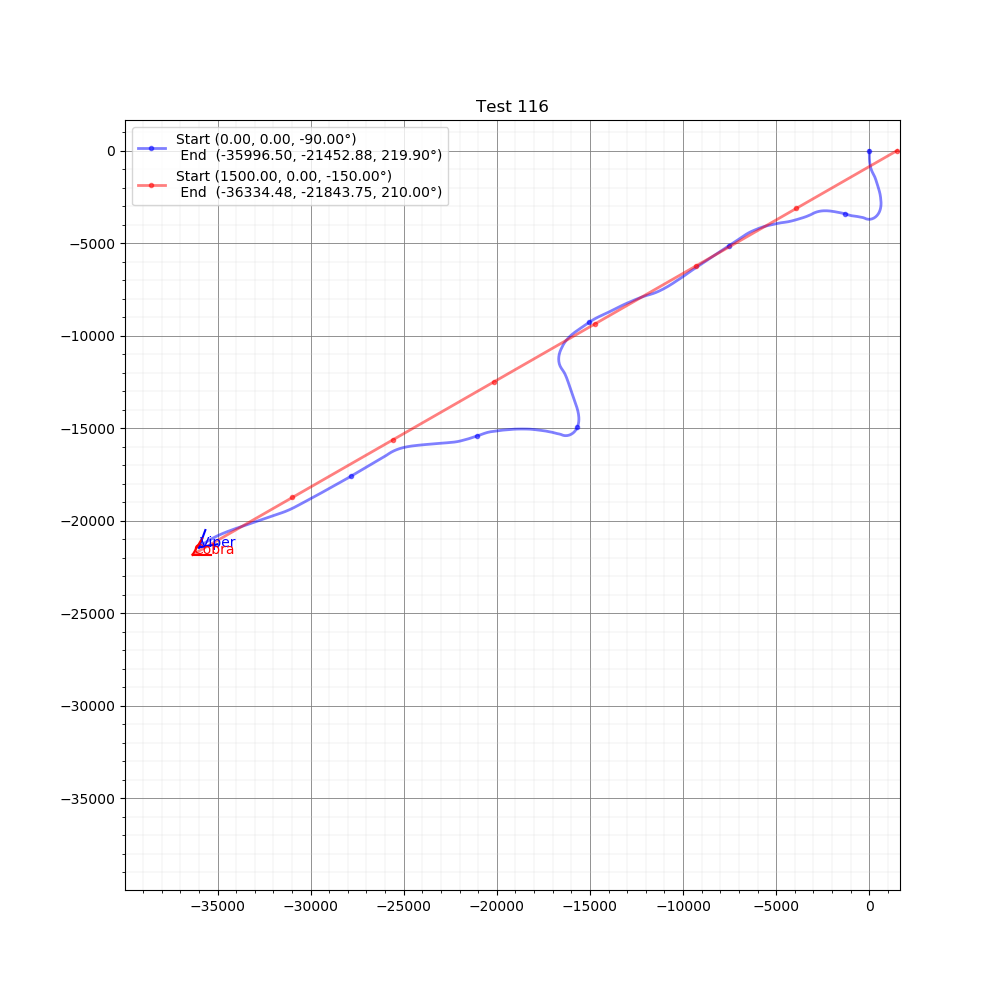 Test 116
Start (0.00, 0.00, -90.00°)
End  (-35996.50, -21452.88, 219.90°)
Start (1500.00, 0.00, -150.00°)
End  (-36334.48, -21843.75, 210.00°)
0
−5000
−10000
−15000
−20000
−25000
−30000
−35000
Viper
Cobra
−35000 −30000 −25000 −20000 −15000 −10000 −5000 0